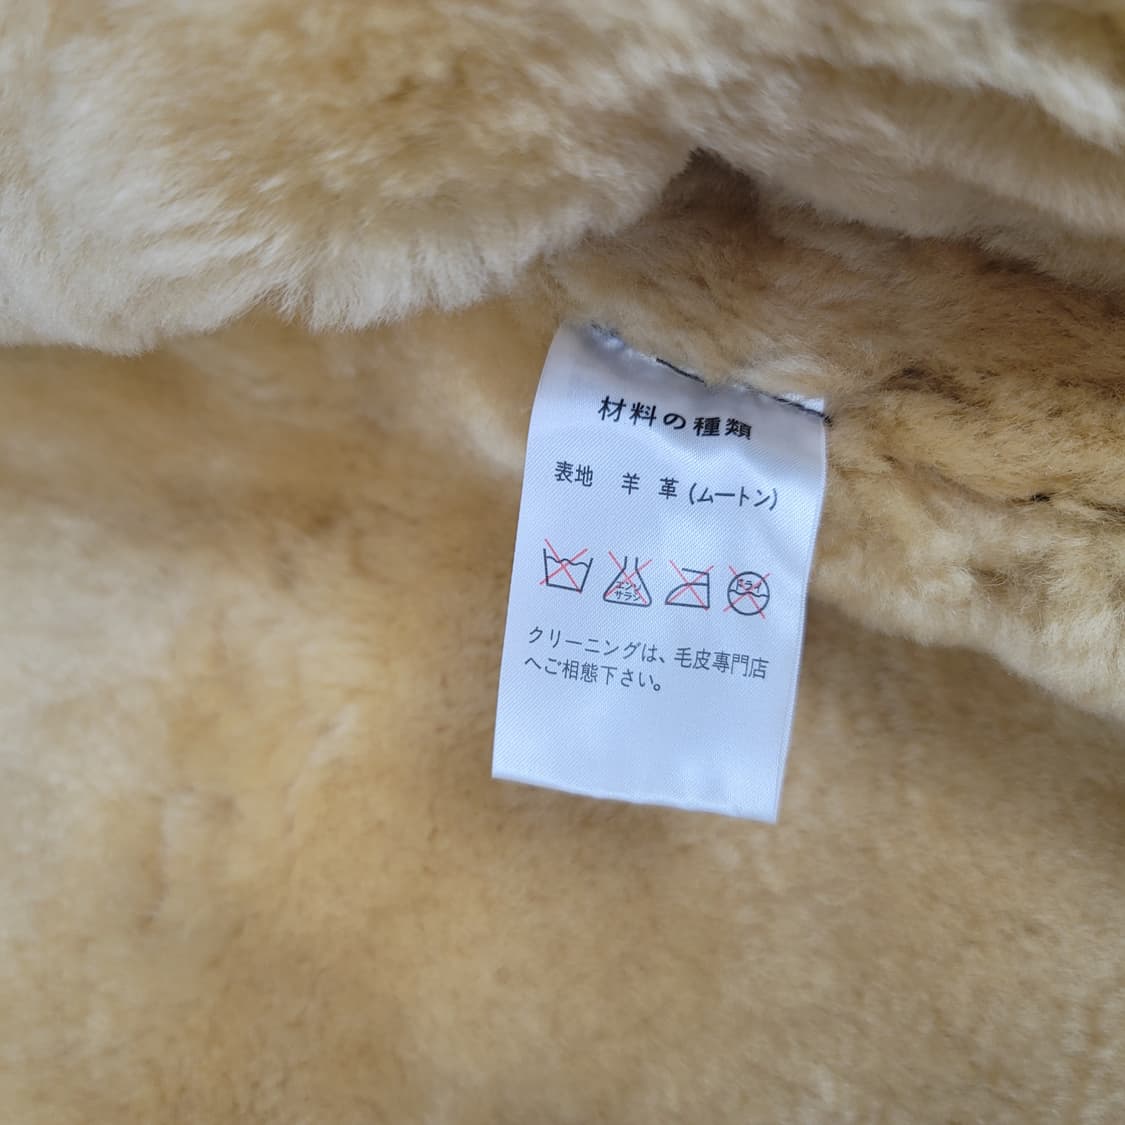 材料の種類
表地 羊革(ムートン)
エンソ サラシ ドライ
クリーニングは、毛皮專門店
へご相態下さい。